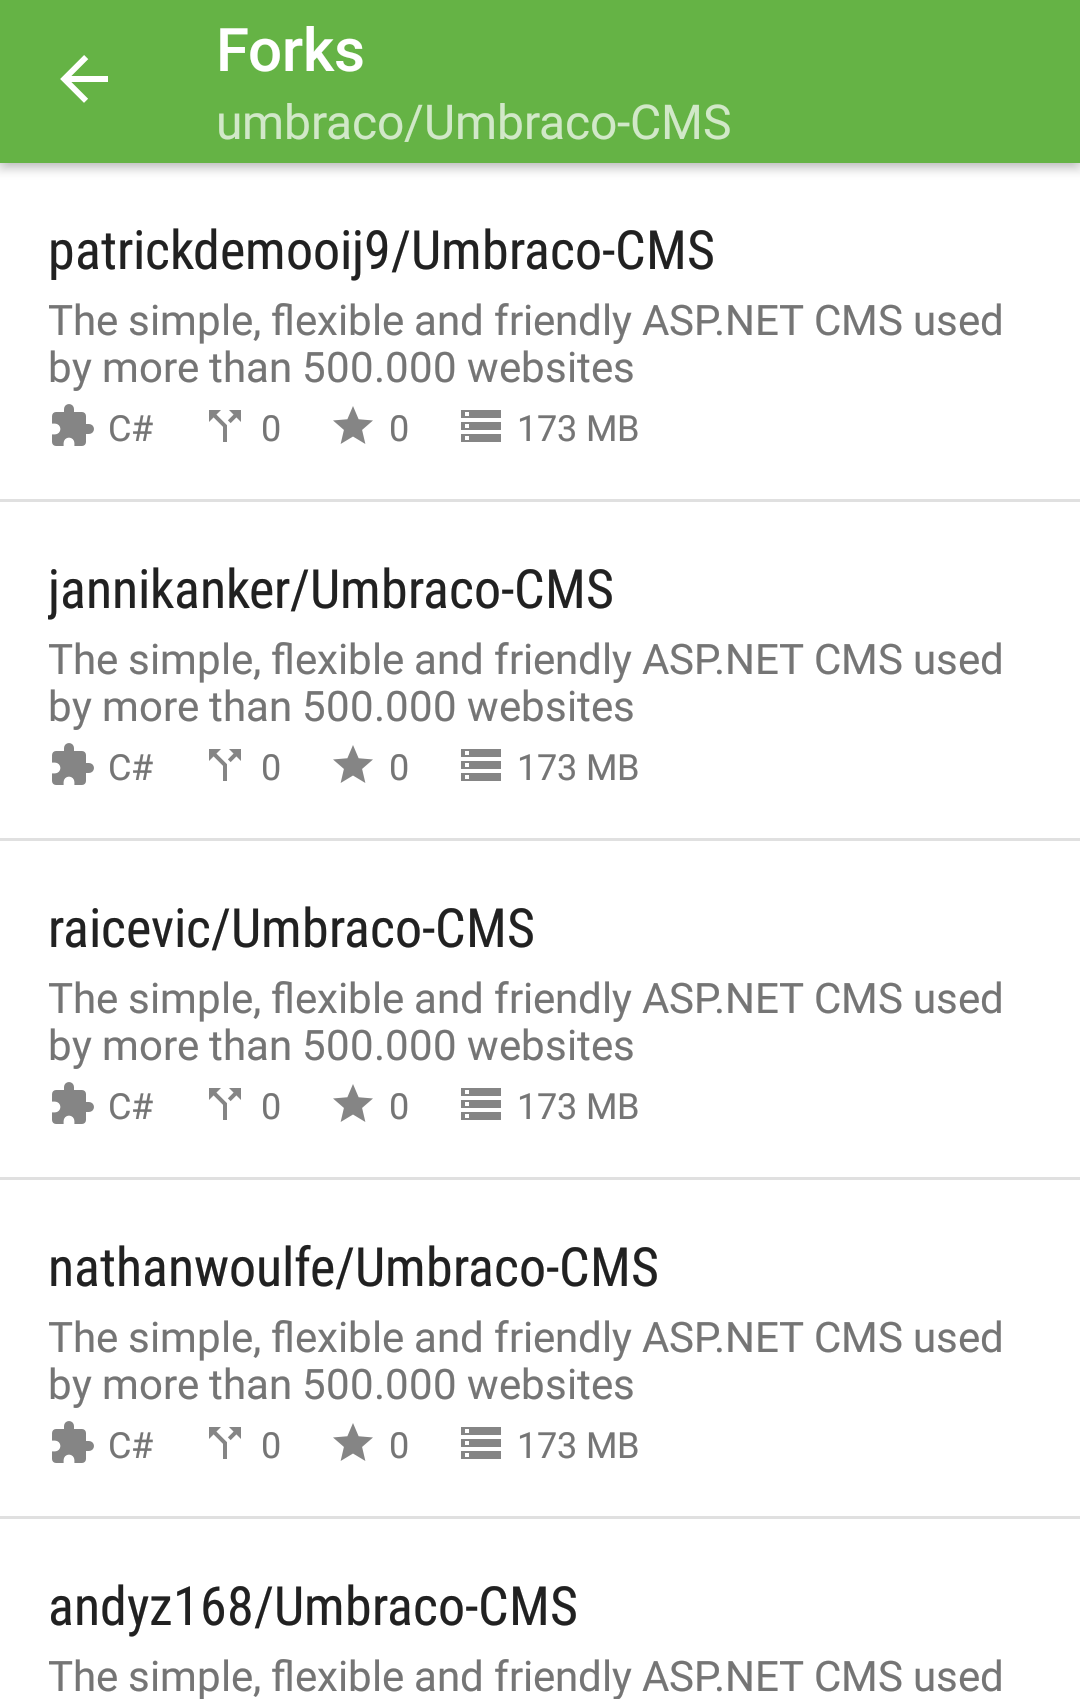 Forks
umbraco/Umbraco-CMS
patrickdemooij9/Umbraco-CMS
The simple, flexible and friendly ASP.NET CMS used
by more than 500.000 websites
C# 0 0 173 MB
jannikanker/Umbraco-CMS
The simple, flexible and friendly ASP.NET CMS used
by more than 500.000 websites
C# 0 0 173 MB
raicevic/Umbraco-CMS
The simple, flexible and friendly ASP.NET CMS used
by more than 500.000 websites
C# 0 0 173 MB
nathanwoulfe/Umbraco-CMS
The simple, flexible and friendly ASP.NET CMS used
by more than 500.000 websites
C# 0 0 173 MB
andyz168/Umbraco-CMS
The simple, flexible and friendly ASP.NET CMS used